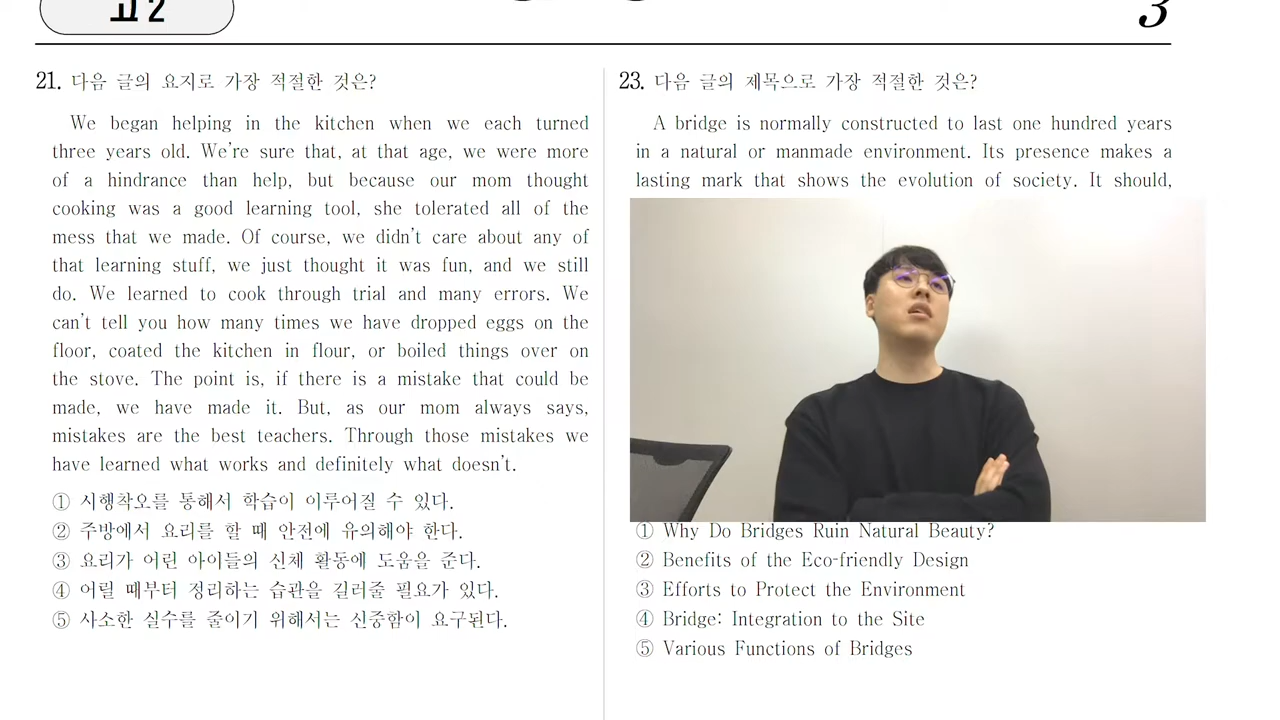 고2
3
21. 다음 글의 요지로 가장 적절한 것은?
We began helping in the kitchen when we each turned
three years old. We're sure that, at that age, we were more
of a hindrance than help, but because our mom thought
cooking was a good learning tool, she tolerated all of the
mess that we made. Of course, we didn't care about any of
that learning stuff, we just thought it was fun, and we still
do. We learned to cook through trial and many errors. We
can't tell you how many times we have dropped eggs on the
floor, coated the kitchen in flour, or boiled things over on
the stove. The point is, if there is a mistake that could be
made, we have made it. But, as our mom always says,
mistakes are the best teachers. Through those mistakes we
have learned what works and definitely what doesn't.
① 시행착오를 통해서 학습이 이루어질 수 있다.
② 주방에서 요리를 할 때 안전에 유의해야 한다.
③ 요리가 어린 아이들의 신체 활동에 도움을 준다.
④ 어릴 때부터 정리하는 습관을 길러줄 필요가 있다.
⑤ 사소한 실수를 줄이기 위해서는 신중함이 요구된다.
23. 다음 글의 제목으로 가장 적절한 것은?
A bridge is normally constructed to last one hundred years
in a natural or manmade environment. Its presence makes a
lasting mark that shows the evolution of society. It should,
① Why Do Bridges Ruin Natural Beauty?
② Benefits of the Eco-friendly Design
③ Efforts to Protect the Environment
④ Bridge: Integration to the Site
⑤ Various Functions of Bridges